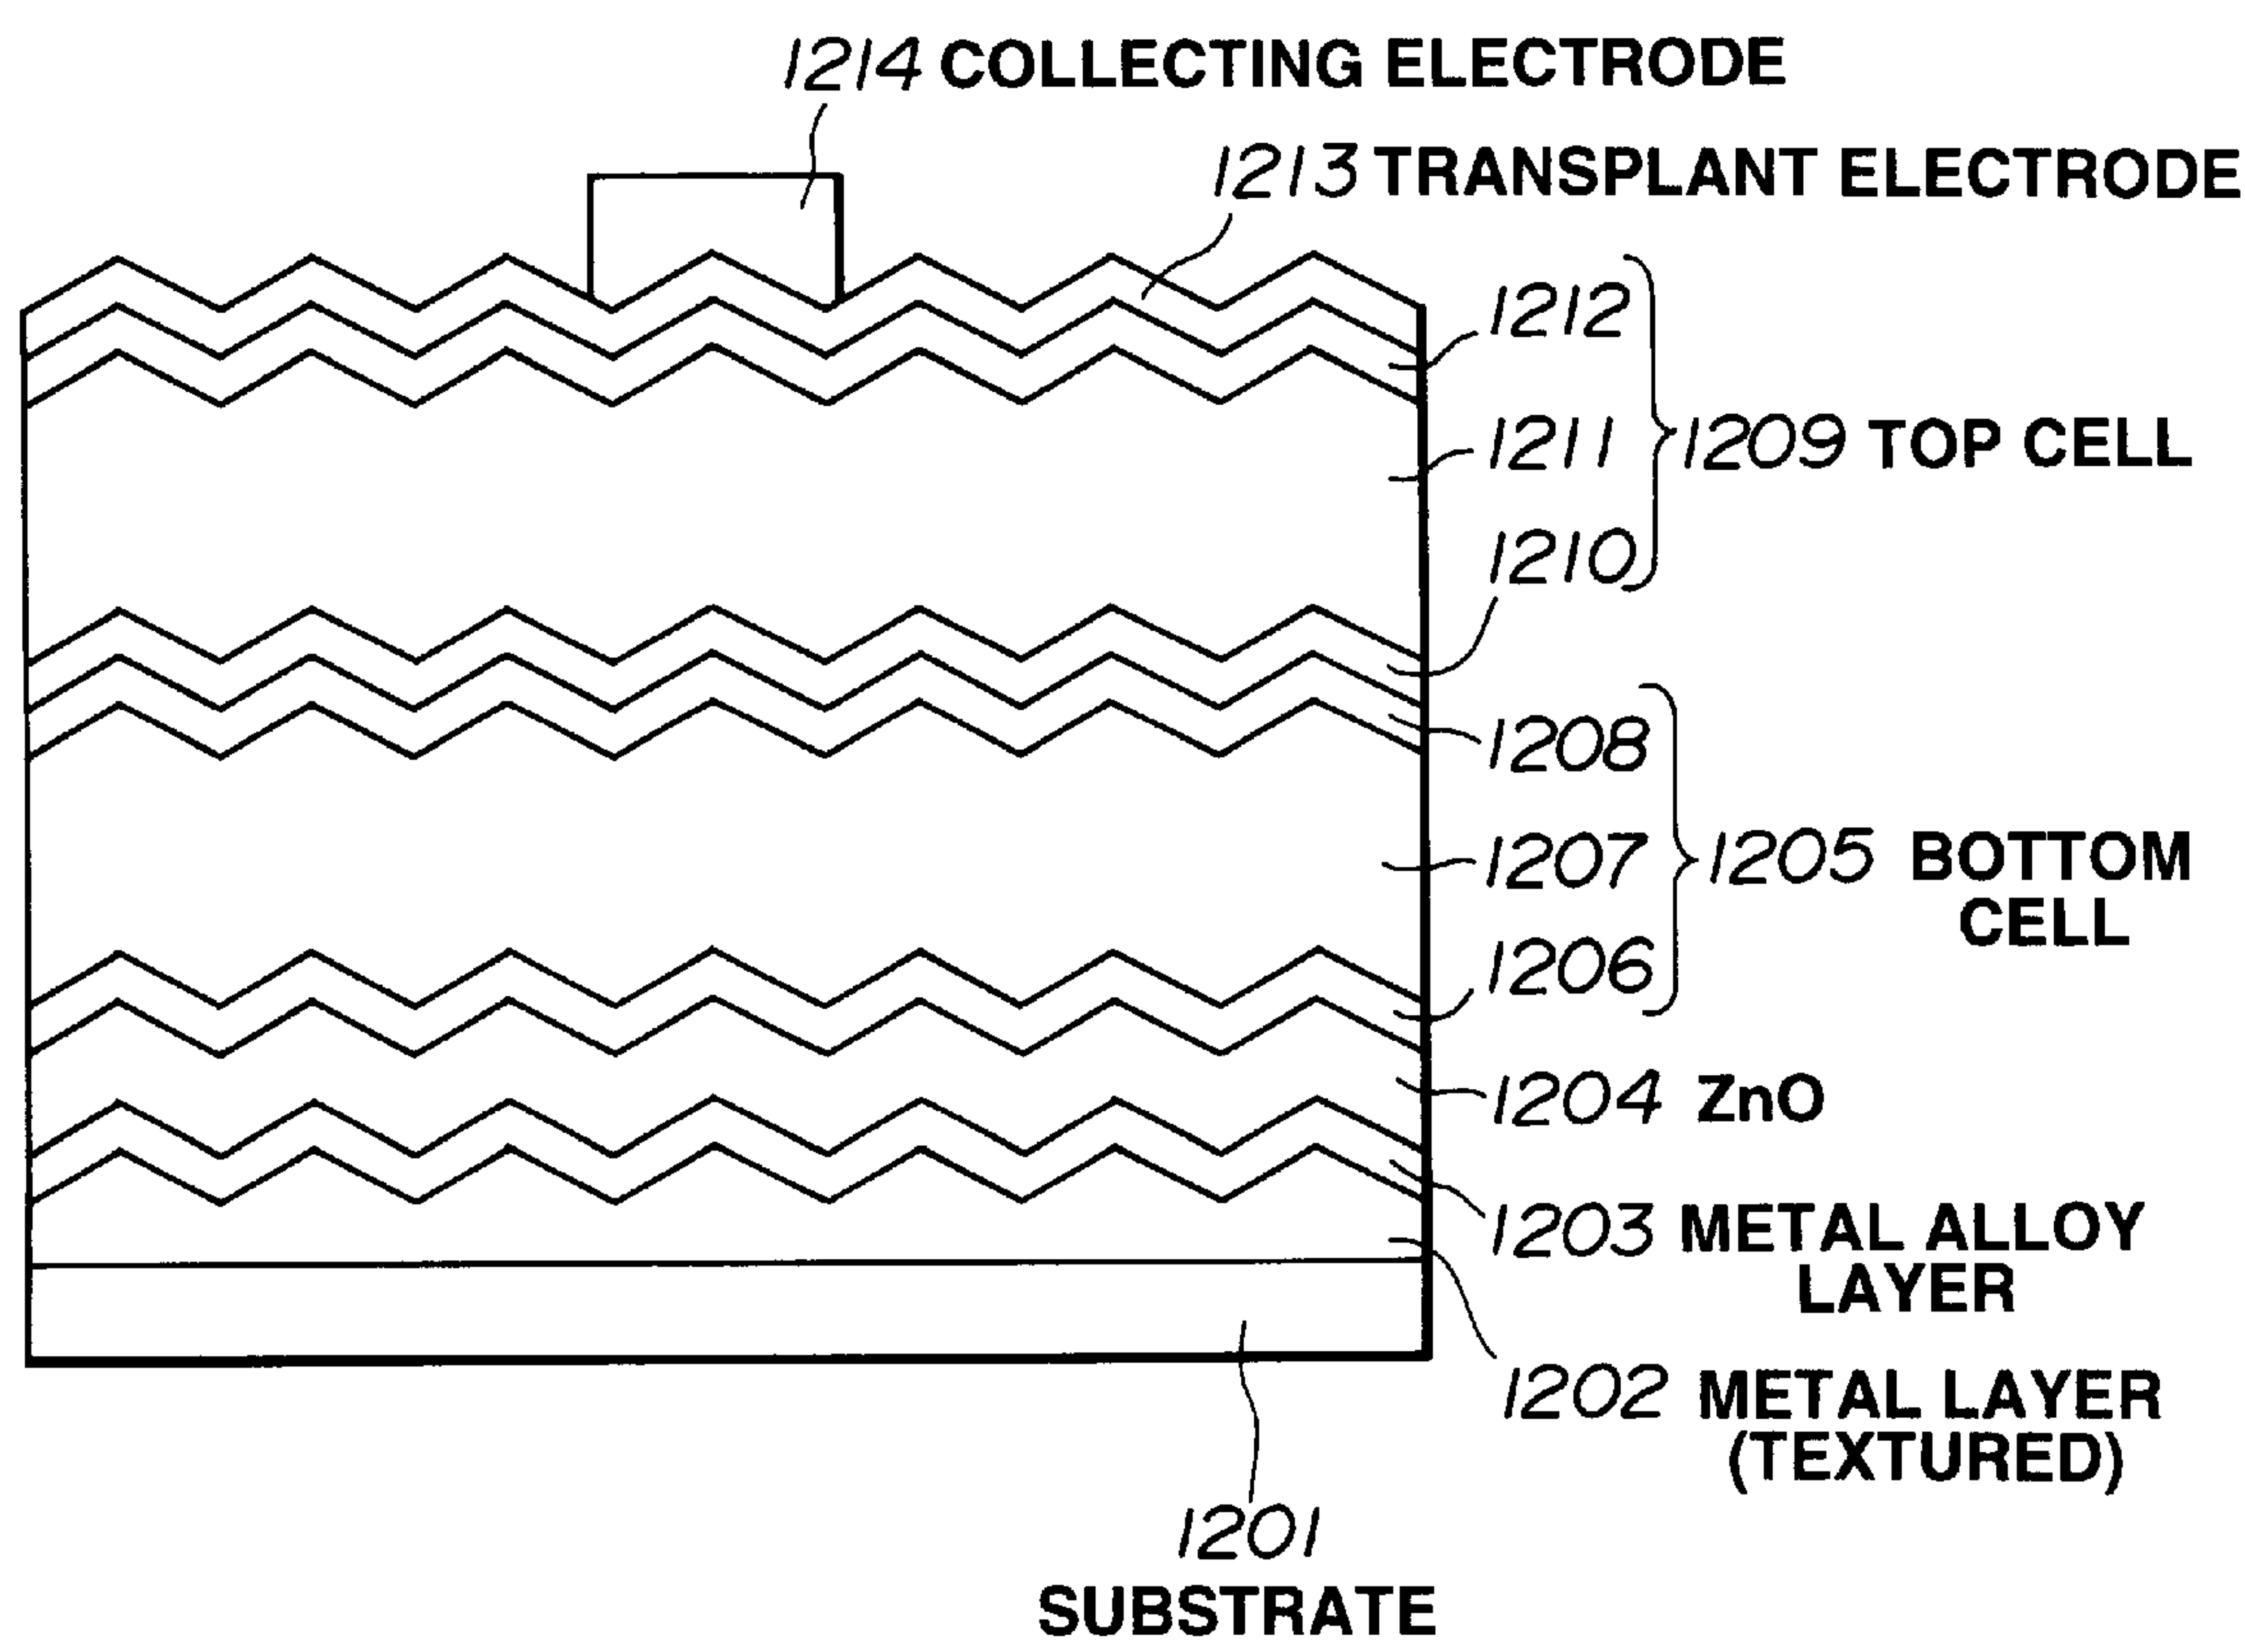 1214 COLLECTING ELECTRODE
1213 TRANSPLANT ELECTRODE
1212
1211
1209 TOP CELL
1210
1208
1207
1205 BOTTOM
CELL
1206
1204 ZnO
1203 METAL ALLOY
LAYER
1202 METAL LAYER
(TEXTURED)
1201
SUBSTRATE